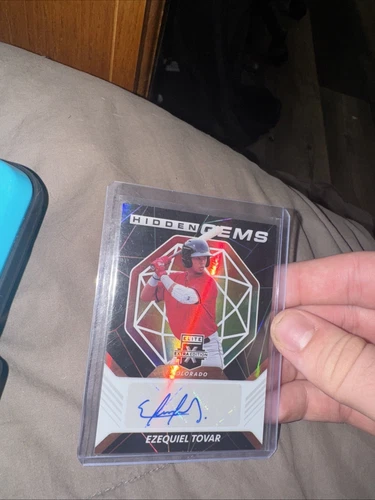 HIDDEN GEMS
ELITE
X
EXTRA EDITION
COLORADO
EZEQUIEL TOVAR